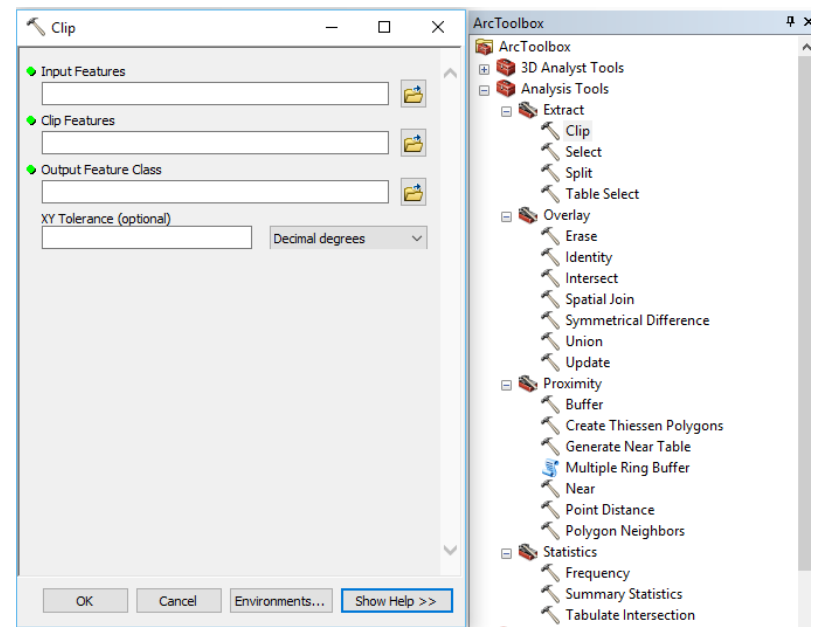 Clip
Input Features
Clip Features
Output Feature Class
XY Tolerance (optional)
Decimal degrees
OK Cancel Environments... Show Help >>
ArcToolbox
ArcToolbox
3D Analyst Tools
Analysis Tools
Extract
Clip
Select
Split
Table Select
Overlay
Erase
Identity
Intersect
Spatial Join
Symmetrical Difference
Union
Update
Proximity
Buffer
Create Thiessen Polygons
Generate Near Table
Multiple Ring Buffer
Near
Point Distance
Polygon Neighbors
Statistics
Frequency
Summary Statistics
Tabulate Intersection